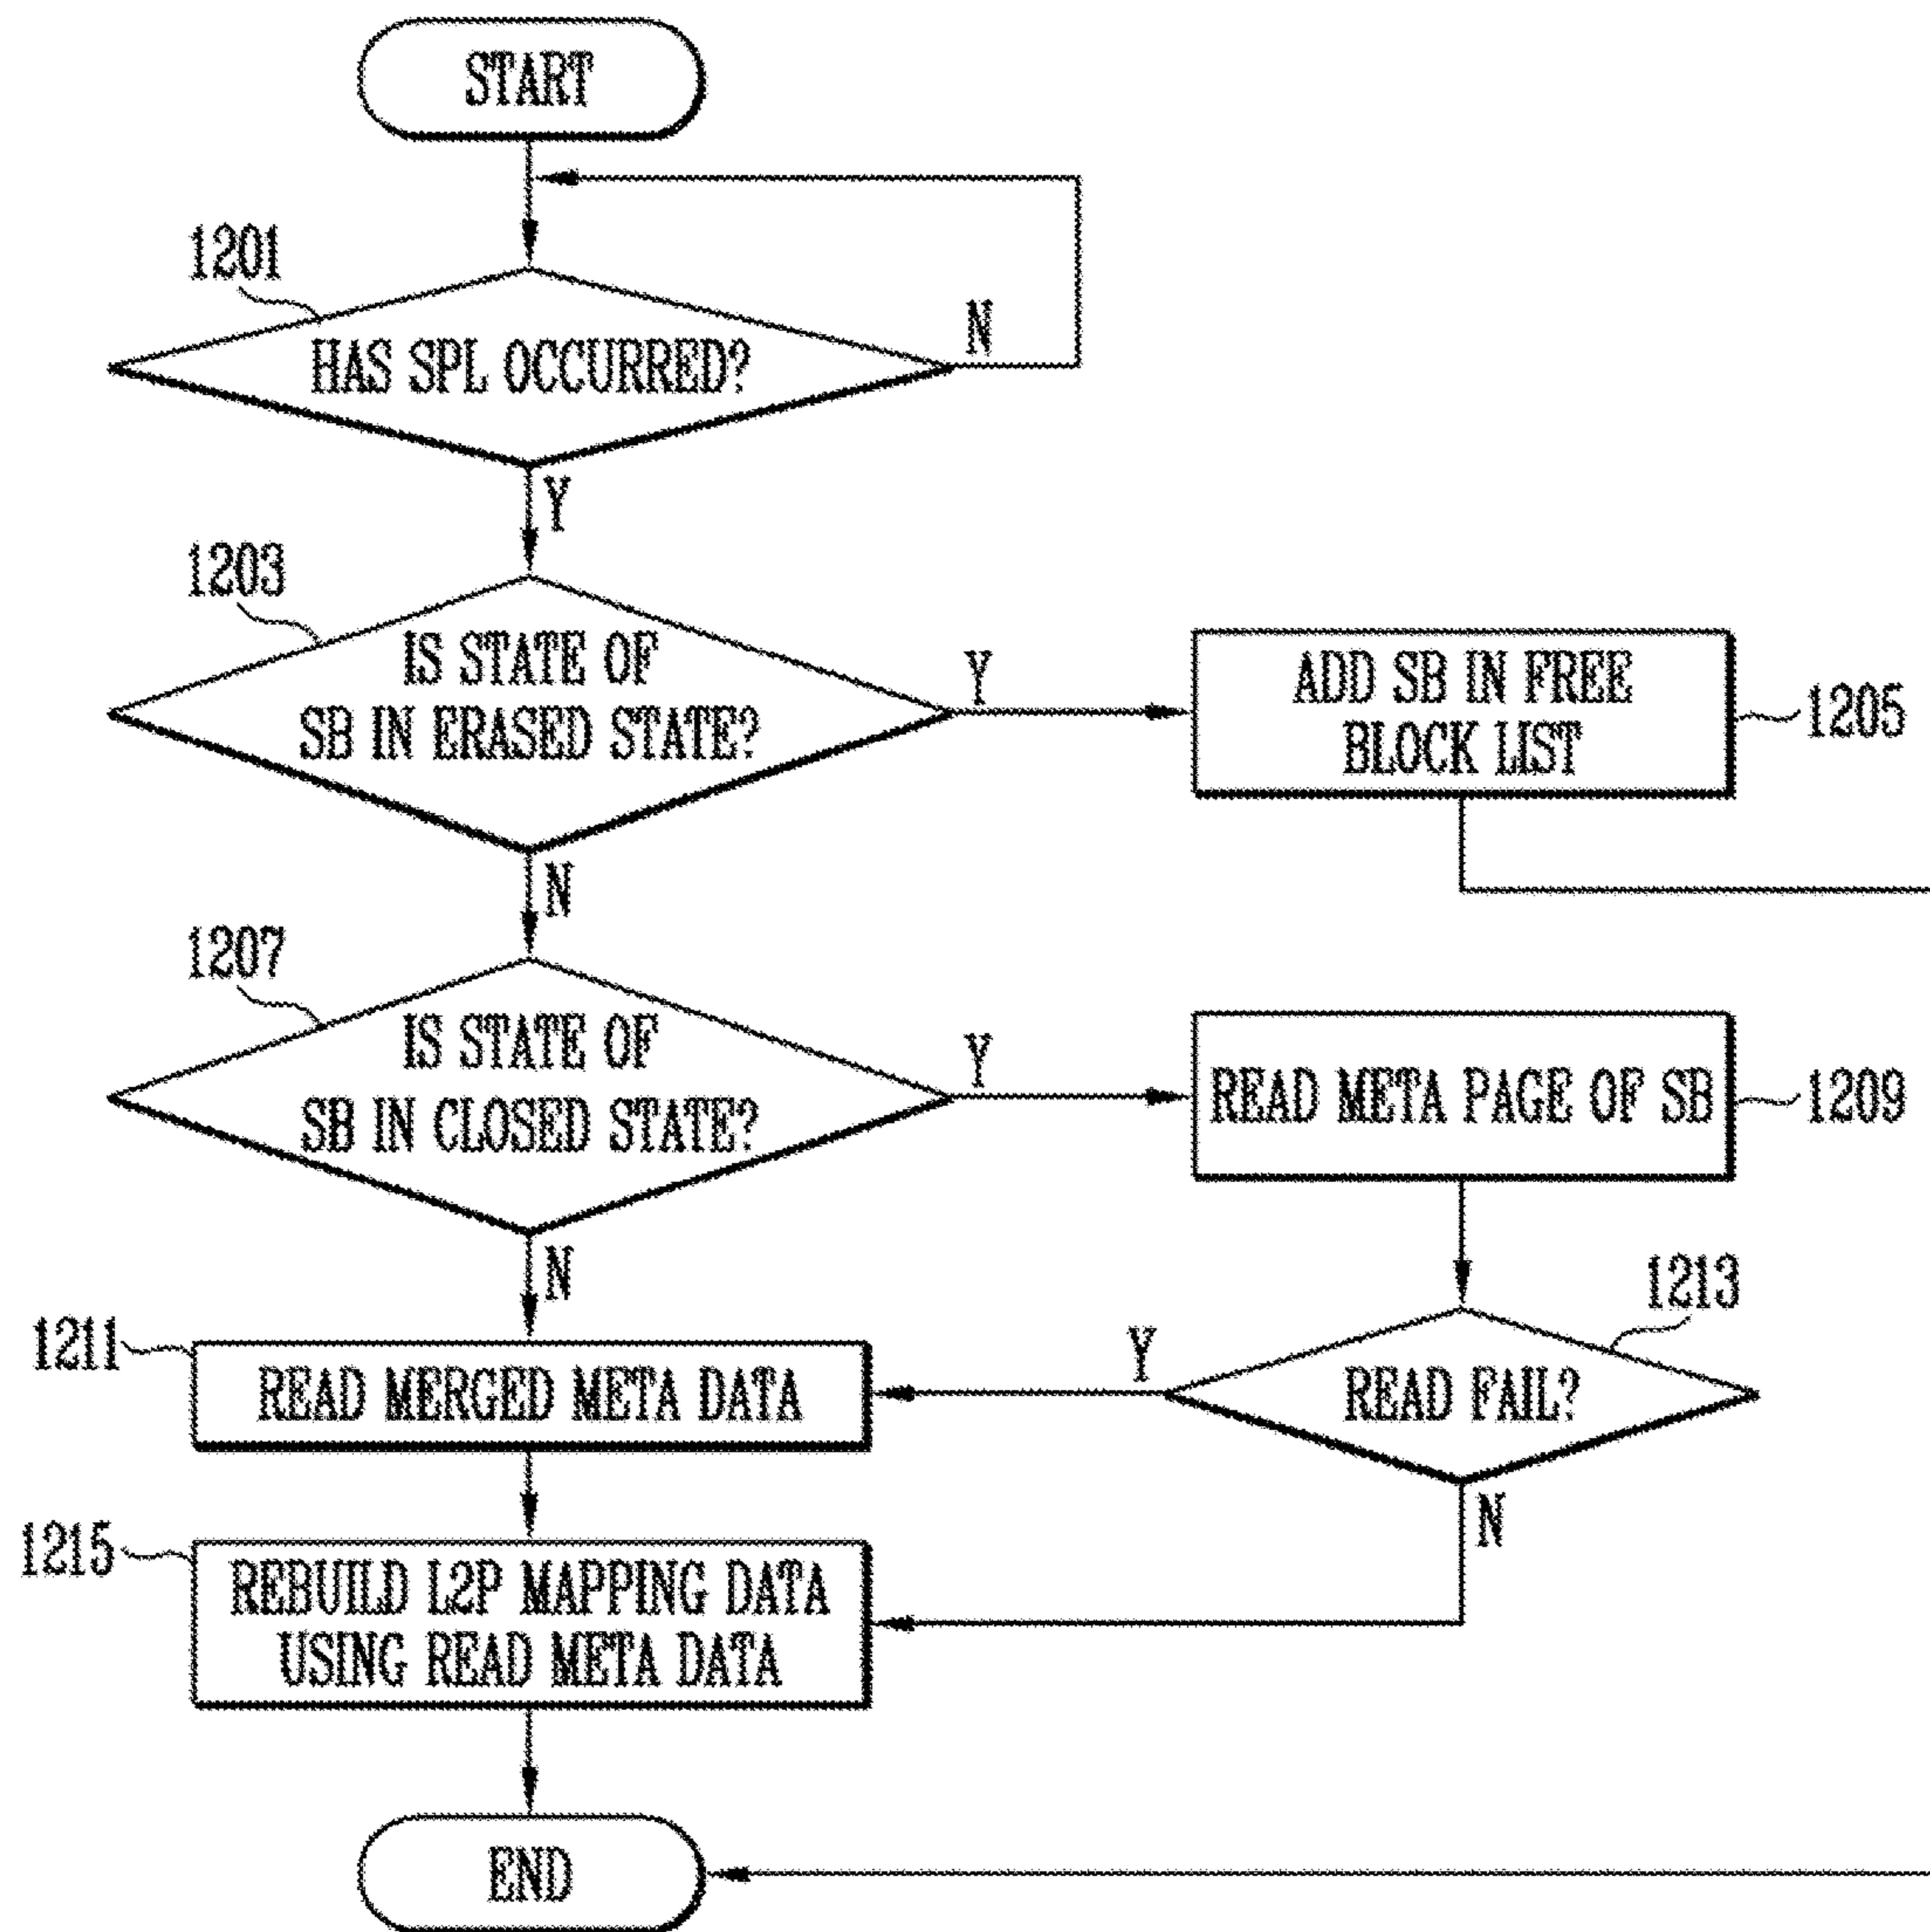 START
1201
HAS SPL OCCURRED?
N
Y
1203
IS STATE OF
SB IN ERASED STATE?
Y
ADD SB IN FREE
BLOCK LIST
1205
N
1207
IS STATE OF
SB IN CLOSED STATE?
Y
READ META PAGE OF SB
1209
N
1211
READ MERGED META DATA
Y
1213
READ FAIL?
N
1215
REBUILD L2P MAPPING DATA
USING READ META DATA
END